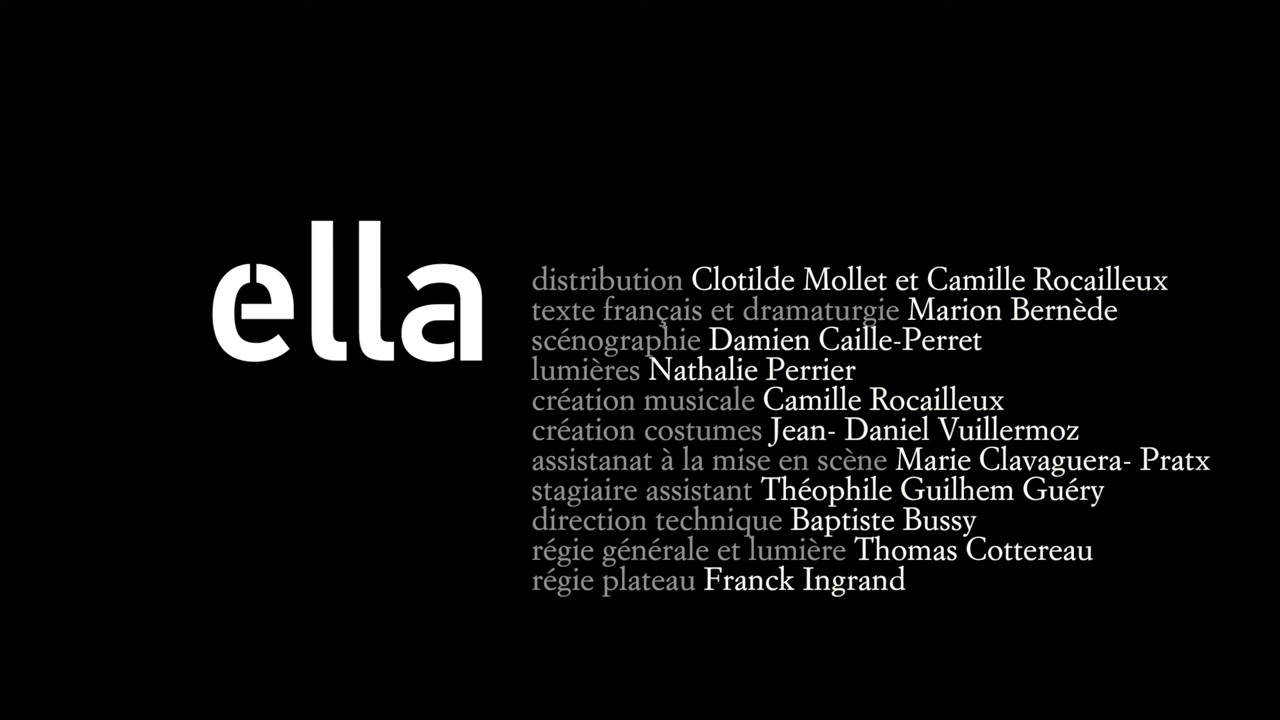 ella
distribution Clotilde Mollet et Camille Rocailleux
texte français et dramaturgie Marion Bernède
scénographie Damien Caille-Perret
lumières Nathalie Perrier
création musicale Camille Rocailleux
création costumes Jean- Daniel Vuillermoz
assistanat à la mise en scène Marie Clavaguera- Pratx
stagiaire assistant Théophile Guilhem Guéry
direction technique Baptiste Bussy
régie générale et lumière Thomas Cottereau
régie plateau Franck Ingrand